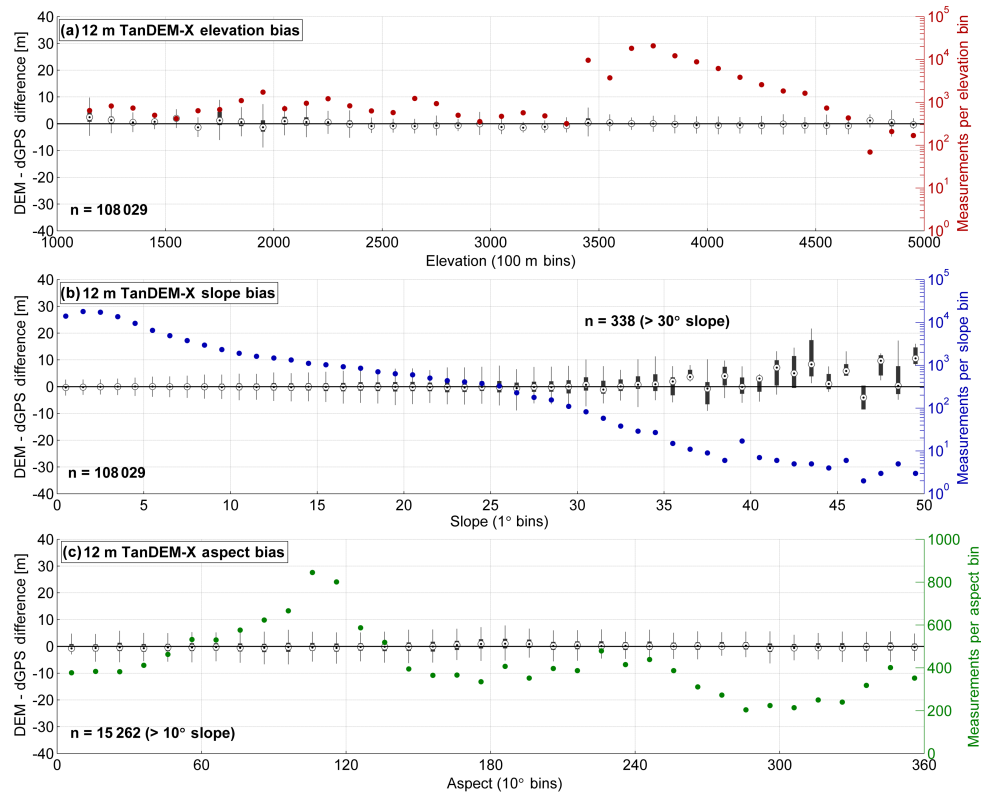 (a) 12 m TanDEM-X elevation bias
40
30
20
10
0
-10
-20
-30
-40
DEM - dGPS difference [m]
n = 108 029
10^5
10^4
10^3
10^2
10^1
10^0
Measurements per elevation bin
1000 1500 2000 2500 3000 3500 4000 4500 5000
Elevation (100 m bins)
(b) 12 m TanDEM-X slope bias
40
30
20
10
0
-10
-20
-30
-40
DEM - dGPS difference [m]
n = 338 (> 30° slope)
n = 108 029
10^5
10^4
10^3
10^2
10^1
10^0
Measurements per slope bin
0 5 10 15 20 25 30 35 40 45 50
Slope (1° bins)
(c) 12 m TanDEM-X aspect bias
40
30
20
10
0
-10
-20
-30
-40
DEM - dGPS difference [m]
n = 15 262 (> 10° slope)
1000
800
600
400
200
0
Measurements per aspect bin
0 60 120 180 240 300 360
Aspect (10° bins)